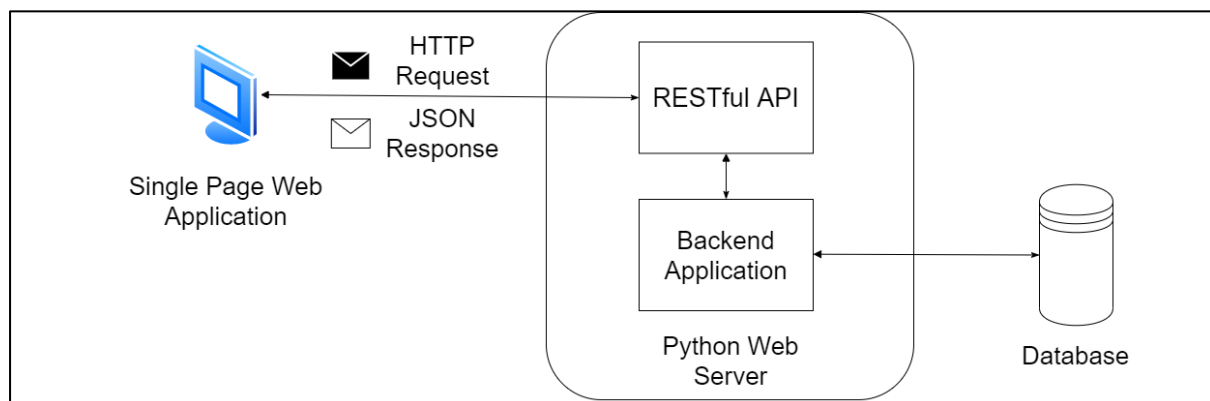 HTTP
Request
JSON
Response
Single Page Web
Application
RESTful API
Backend
Application
Python Web
Server
Database